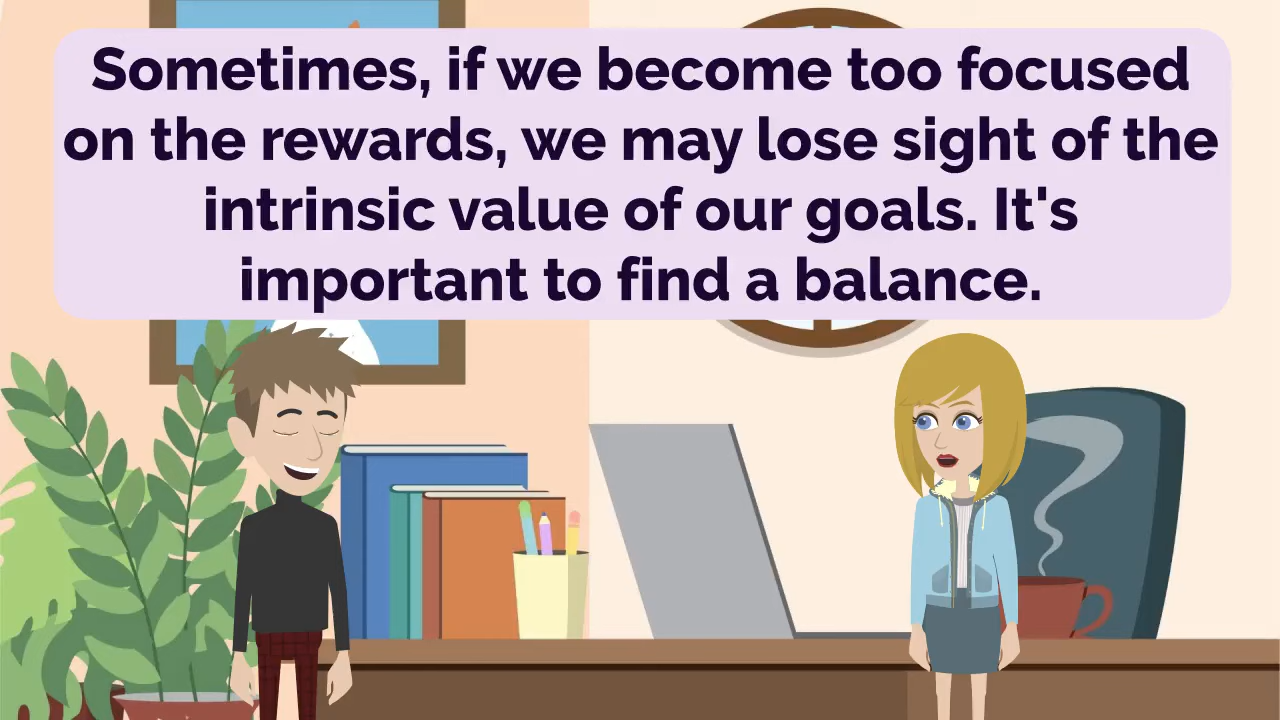 Sometimes, if we become too focused
on the rewards, we may lose sight of the
intrinsic value of our goals. It's
important to find a balance.